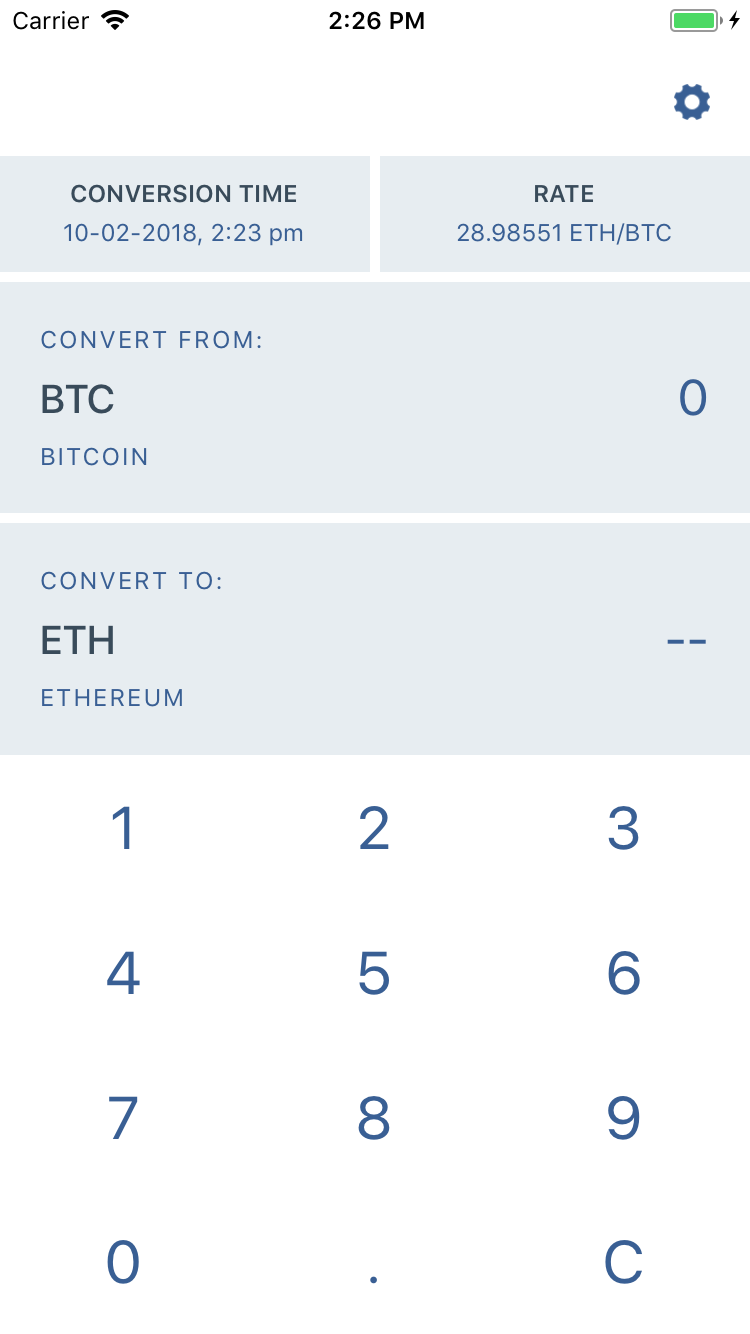 Carrier 2:26 PM
CONVERSION TIME
10-02-2018, 2:23 pm
RATE
28.98551 ETH/BTC
CONVERT FROM:
BTC 0
BITCOIN
CONVERT TO:
ETH --
ETHEREUM
1 2 3
4 5 6
7 8 9
0 . C